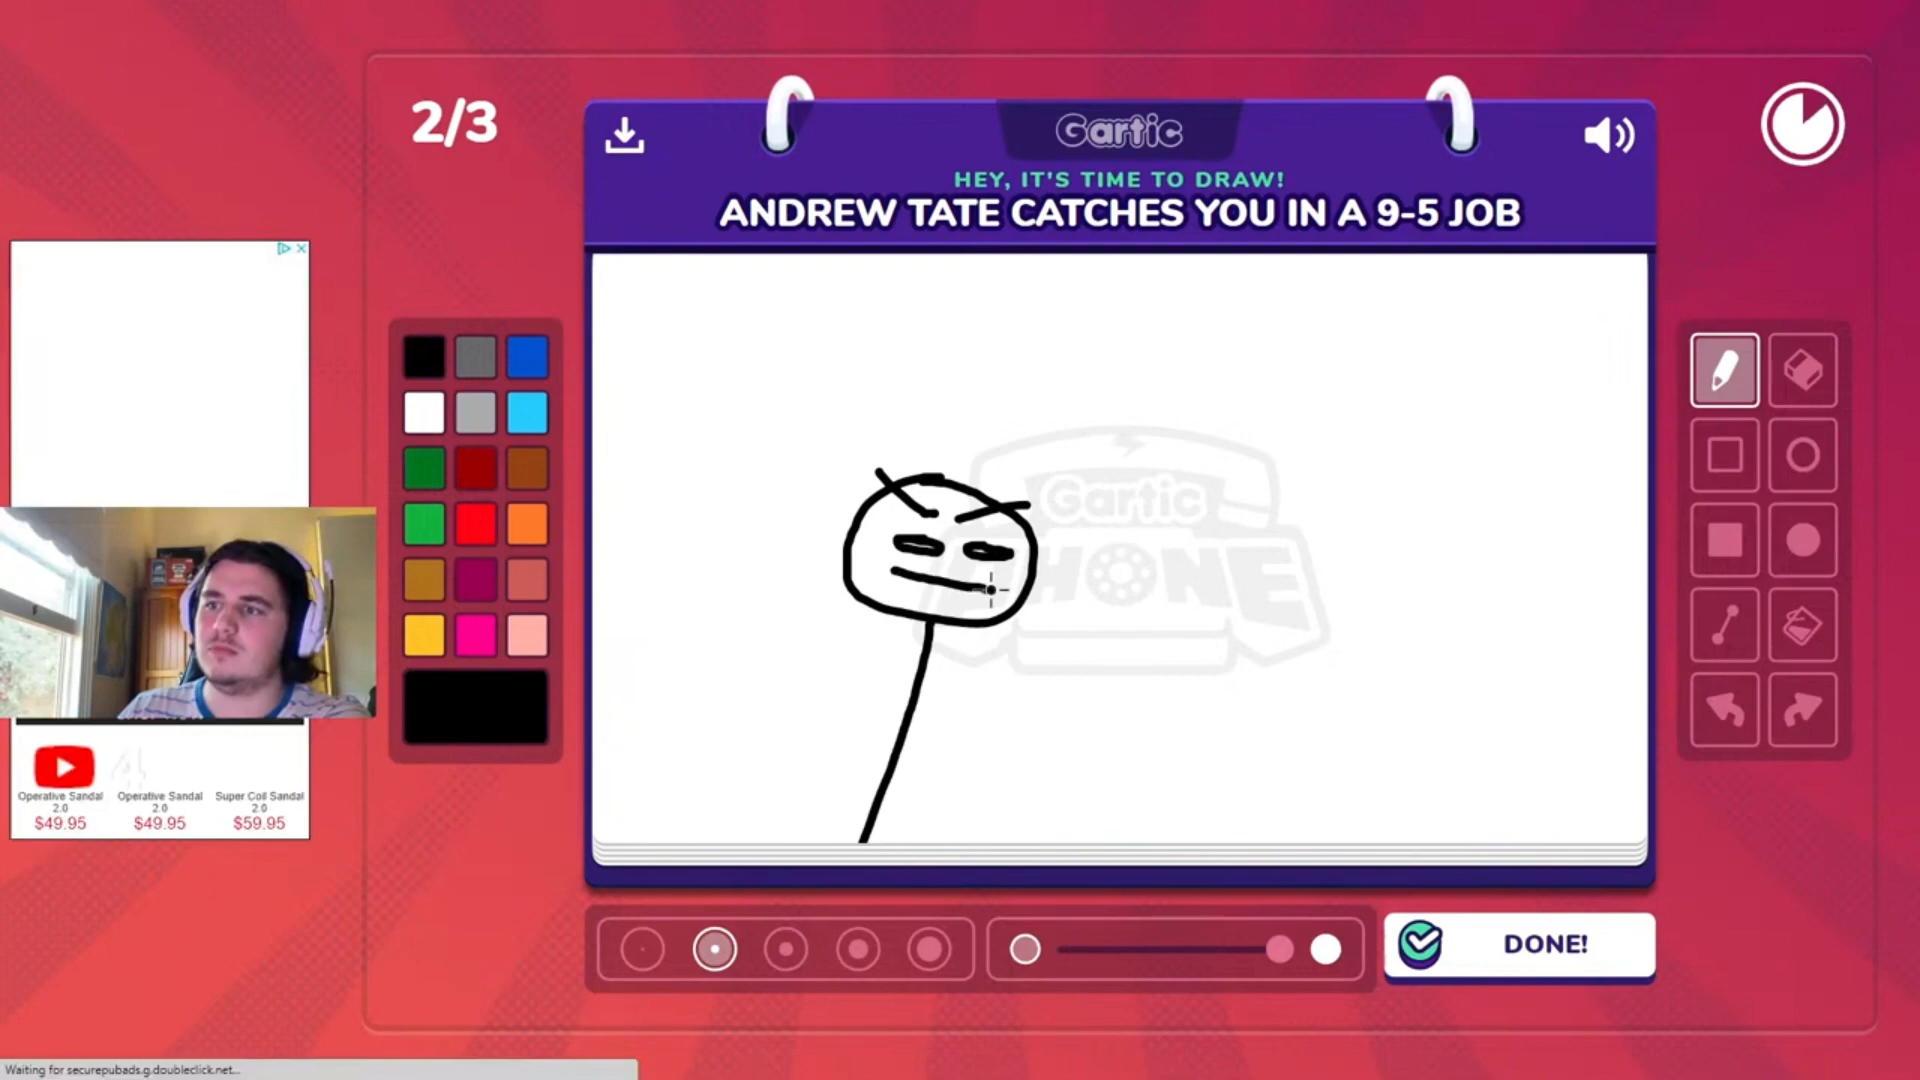 2/3
Gartic
HEY, IT'S TIME TO DRAW!
ANDREW TATE CATCHES YOU IN A 9-5 JOB
Gartic
PHONE
Operative Sandal 2.0
$49.95
Operative Sandal 2.0
$49.95
Super Coil Sandal 2.0
$59.95
DONE!
Waiting for securepubads.g.doubleclick.net...